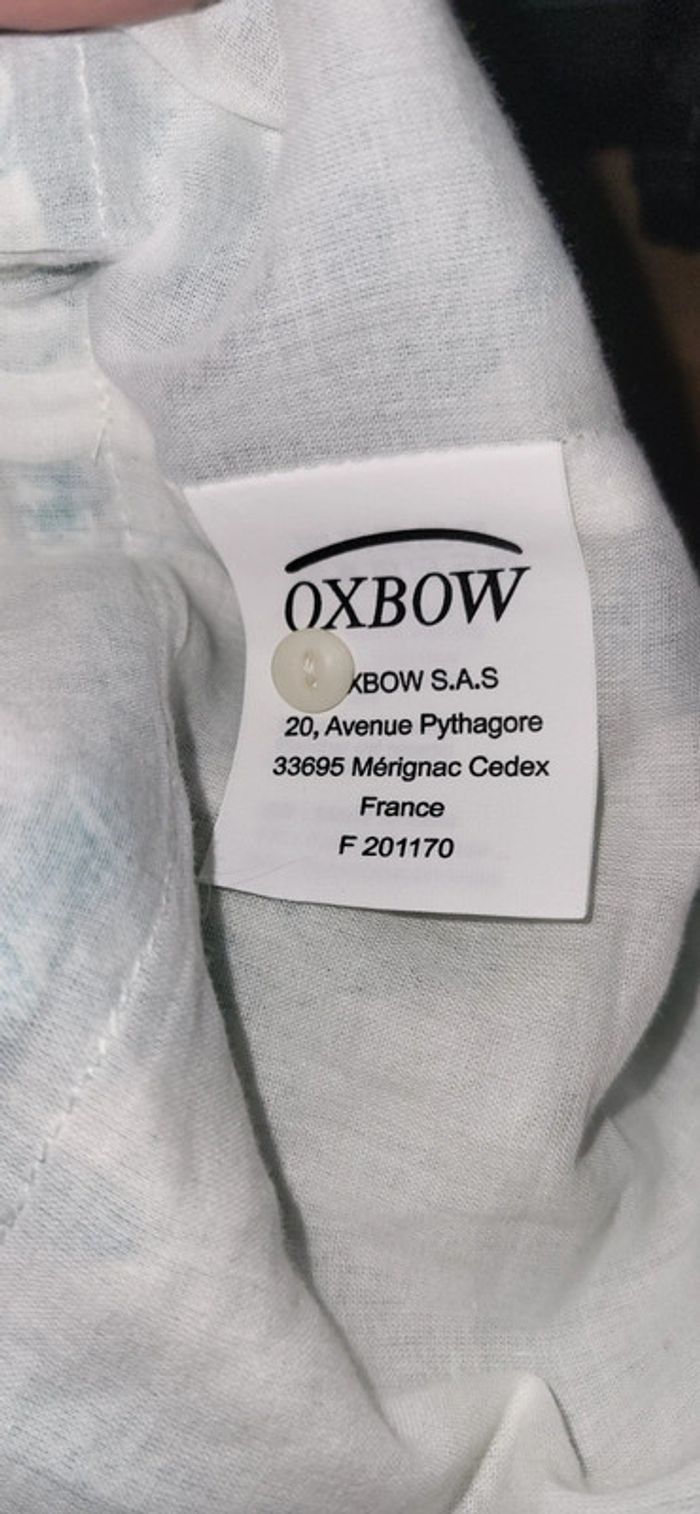 OXBOW
XBOW S.A.S
20, Avenue Pythagore
33695 Mérignac Cedex
France
F 201170